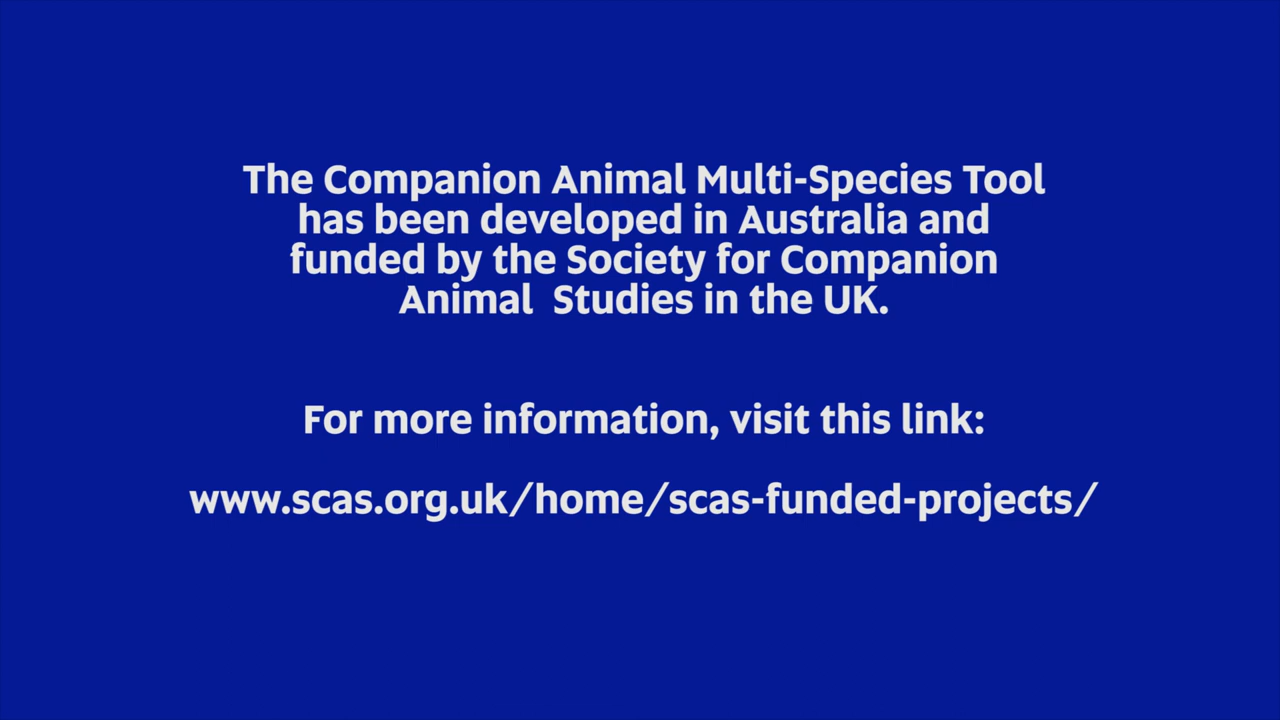 The Companion Animal Multi-Species Tool
has been developed in Australia and
funded by the Society for Companion
Animal  Studies in the UK.
For more information, visit this link:
www.scas.org.uk/home/scas-funded-projects/